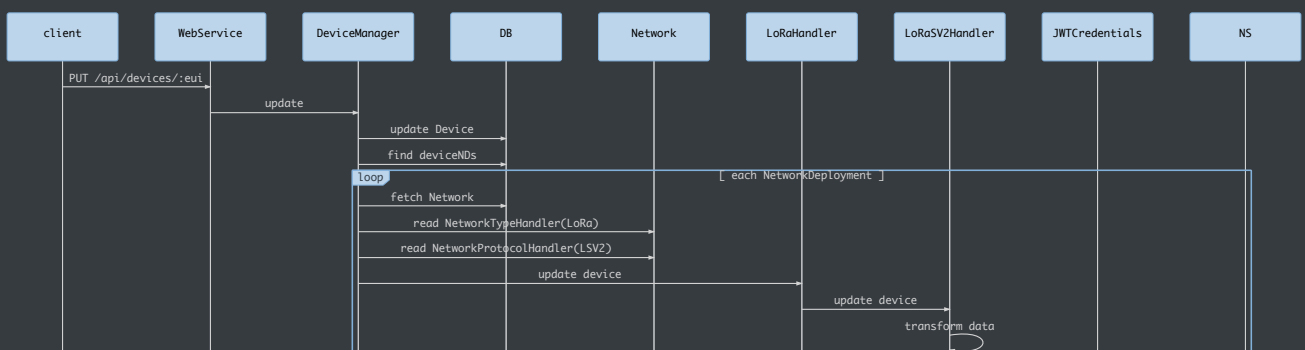 client
WebService
DeviceManager
DB
Network
LoRaHandler
LoRaSV2Handler
JWTCredentials
NS
PUT /api/devices/:eui
update
update Device
find deviceNDs
loop
[ each NetworkDeployment ]
fetch Network
read NetworkTypeHandler(LoRa)
read NetworkProtocolHandler(LSV2)
update device
update device
transform data